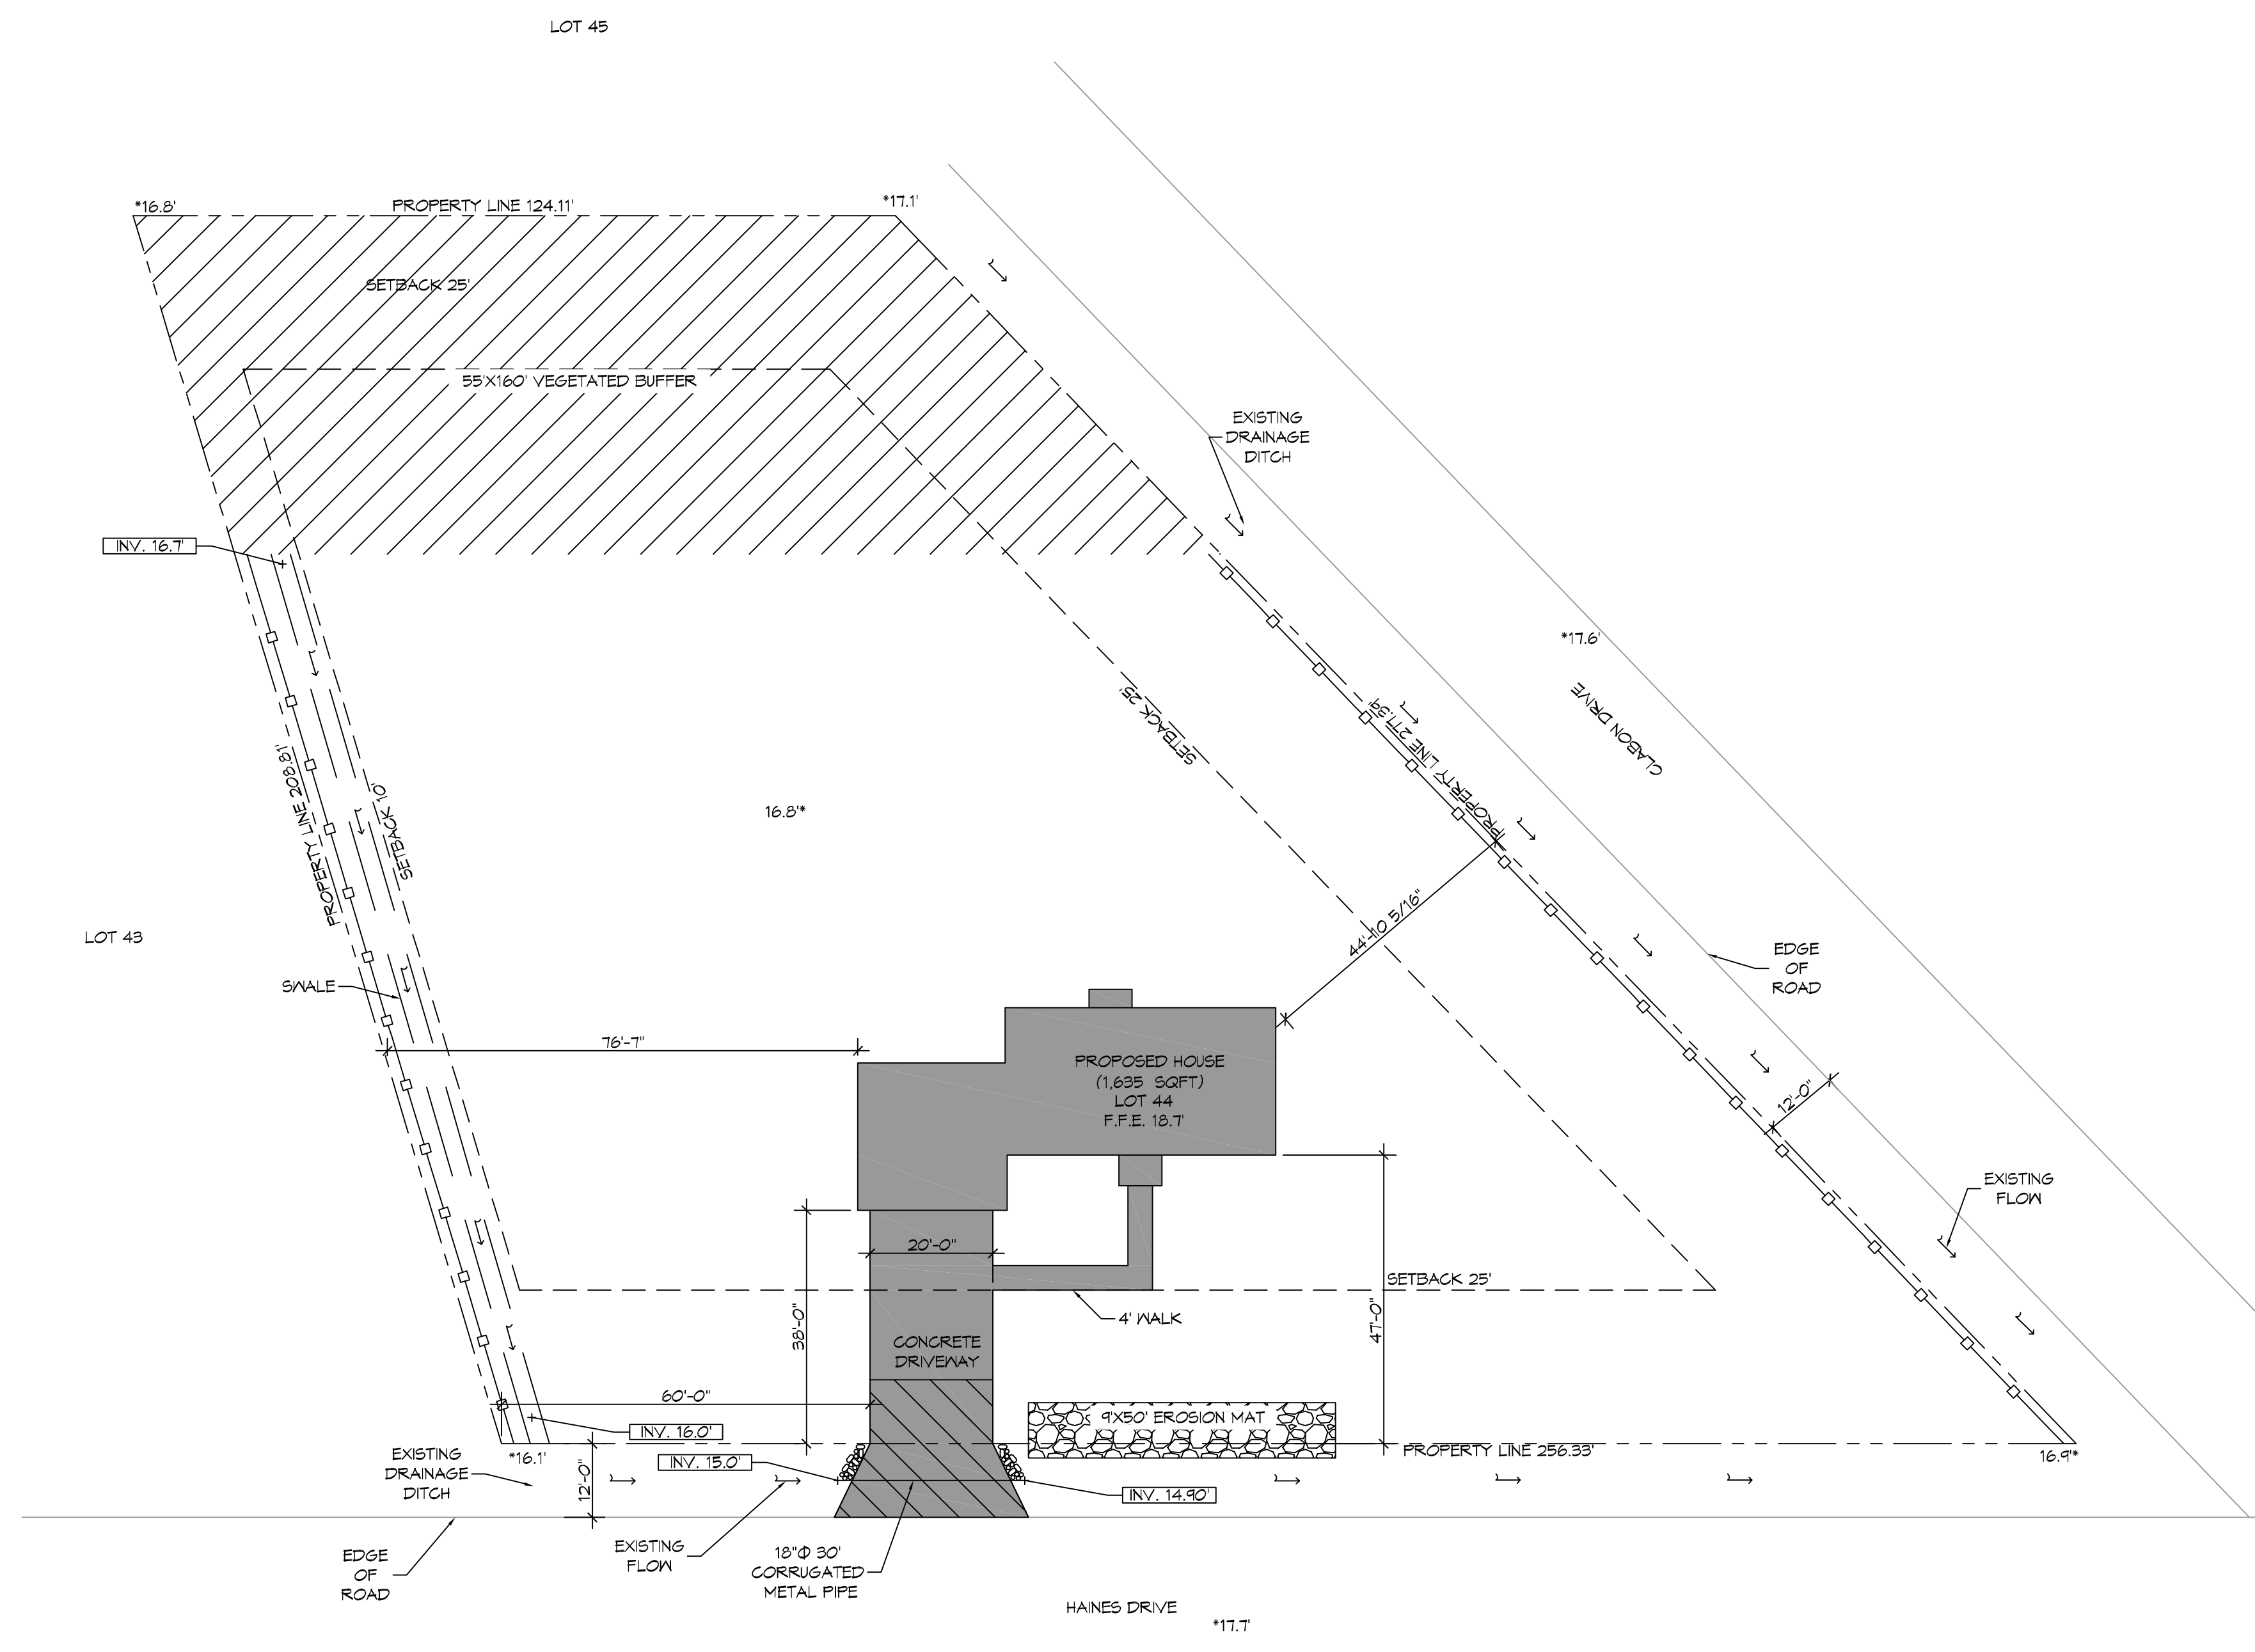 LOT 45
*16.8'
PROPERTY LINE 124.11'
*17.1'
SETBACK 25'
55'X160' VEGETATED BUFFER
EXISTING
DRAINAGE
DITCH
INV. 16.7'
*17.6'
CLABON DRIVE
SETBACK 25'
PROPERTY LINE 277.39'
PROPERTY LINE 208.81'
SETBACK 10'
16.8'*
LOT 43
44'-10 5/16"
EDGE
OF
ROAD
SWALE
76'-7"
PROPOSED HOUSE
(1,635 SQFT)
LOT 44
F.F.E. 18.7'
12'-0"
EXISTING
FLOW
20'-0"
SETBACK 25'
38'-0"
4' WALK
47'-0"
CONCRETE
DRIVEWAY
60'-0"
9'X50' EROSION MAT
INV. 16.0'
*16.1'
PROPERTY LINE 256.33'
16.9'*
EXISTING
DRAINAGE
DITCH
12'-0"
INV. 15.0'
INV. 14.90'
EDGE
OF
ROAD
EXISTING
FLOW
18"Φ 30'
CORRUGATED
METAL PIPE
HAINES DRIVE
*17.7'